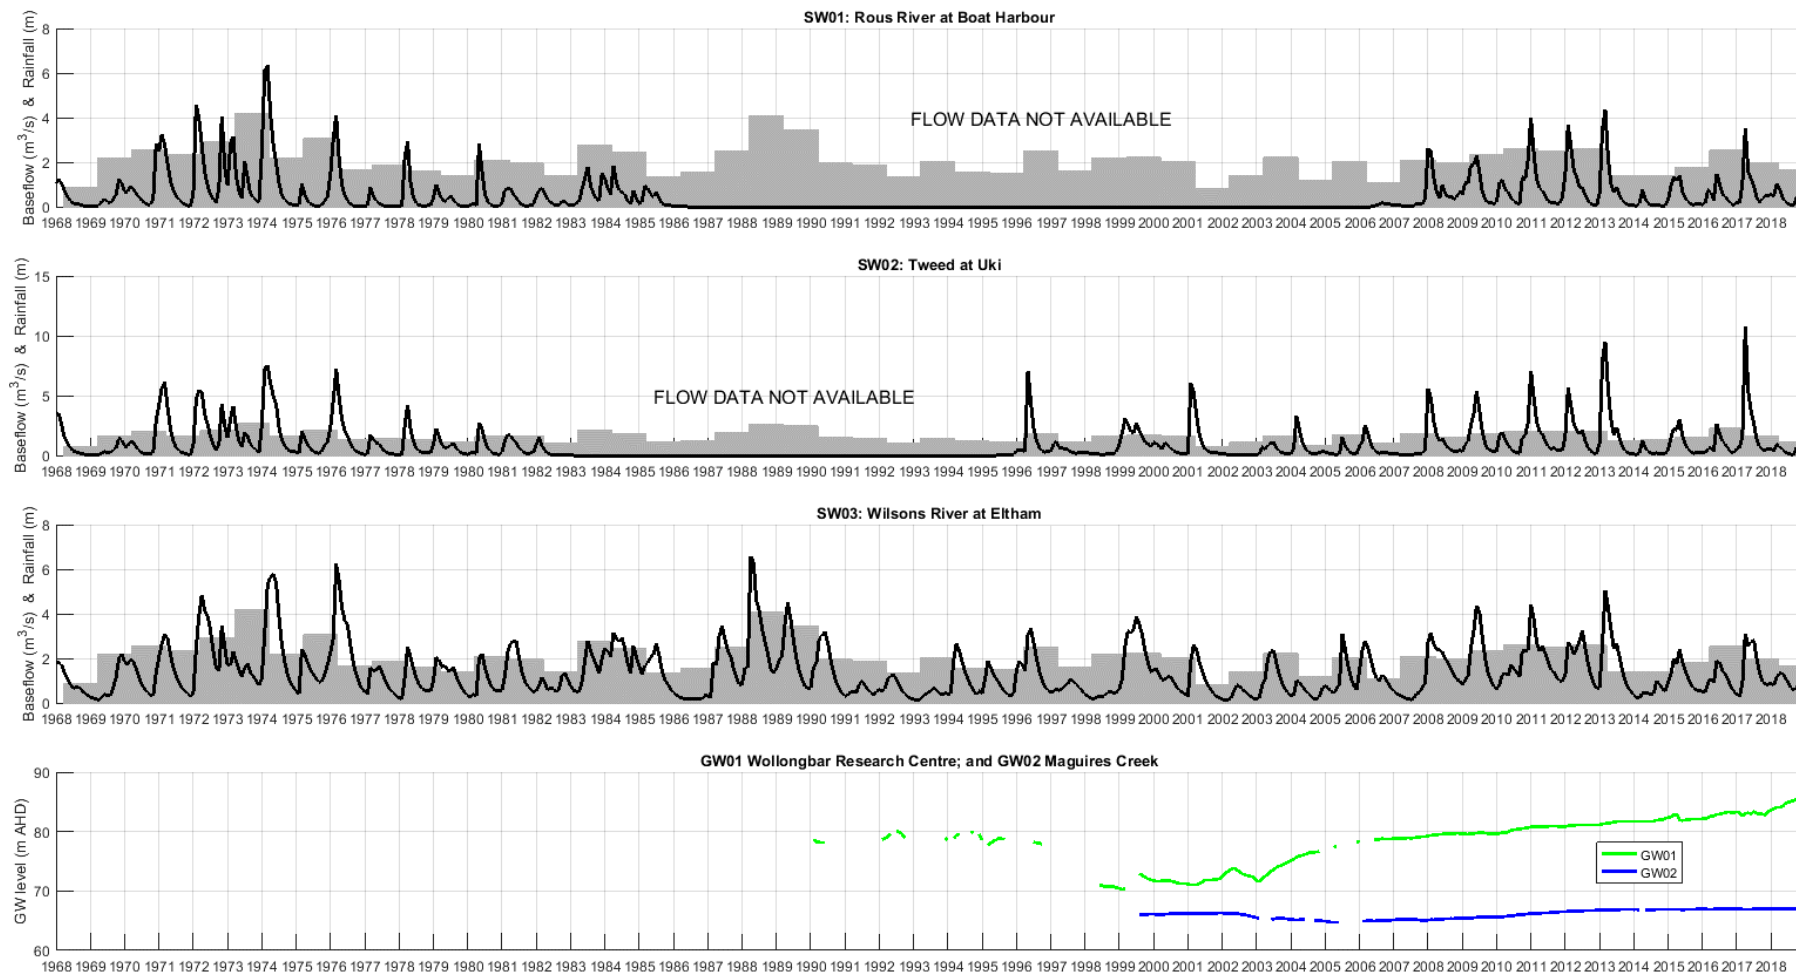 SW01: Rous River at Boat Harbour
Baseflow (m³/s) & Rainfall (m)
8
6
4
2
0
FLOW DATA NOT AVAILABLE
1968 1969 1970 1971 1972 1973 1974 1975 1976 1977 1978 1979 1980 1981 1982 1983 1984 1985 1986 1987 1988 1989 1990 1991 1992 1993 1994 1995 1996 1997 1998 1999 2000 2001 2002 2003 2004 2005 2006 2007 2008 2009 2010 2011 2012 2013 2014 2015 2016 2017 2018
SW02: Tweed at Uki
Baseflow (m³/s) & Rainfall (m)
15
10
5
0
FLOW DATA NOT AVAILABLE
1968 1969 1970 1971 1972 1973 1974 1975 1976 1977 1978 1979 1980 1981 1982 1983 1984 1985 1986 1987 1988 1989 1990 1991 1992 1993 1994 1995 1996 1997 1998 1999 2000 2001 2002 2003 2004 2005 2006 2007 2008 2009 2010 2011 2012 2013 2014 2015 2016 2017 2018
SW03: Wilsons River at Eltham
Baseflow (m³/s) & Rainfall (m)
8
6
4
2
0
1968 1969 1970 1971 1972 1973 1974 1975 1976 1977 1978 1979 1980 1981 1982 1983 1984 1985 1986 1987 1988 1989 1990 1991 1992 1993 1994 1995 1996 1997 1998 1999 2000 2001 2002 2003 2004 2005 2006 2007 2008 2009 2010 2011 2012 2013 2014 2015 2016 2017 2018
GW01 Wollongbar Research Centre; and GW02 Maguires Creek
GW level (m AHD)
90
80
70
60
GW01
GW02
1968 1969 1970 1971 1972 1973 1974 1975 1976 1977 1978 1979 1980 1981 1982 1983 1984 1985 1986 1987 1988 1989 1990 1991 1992 1993 1994 1995 1996 1997 1998 1999 2000 2001 2002 2003 2004 2005 2006 2007 2008 2009 2010 2011 2012 2013 2014 2015 2016 2017 2018